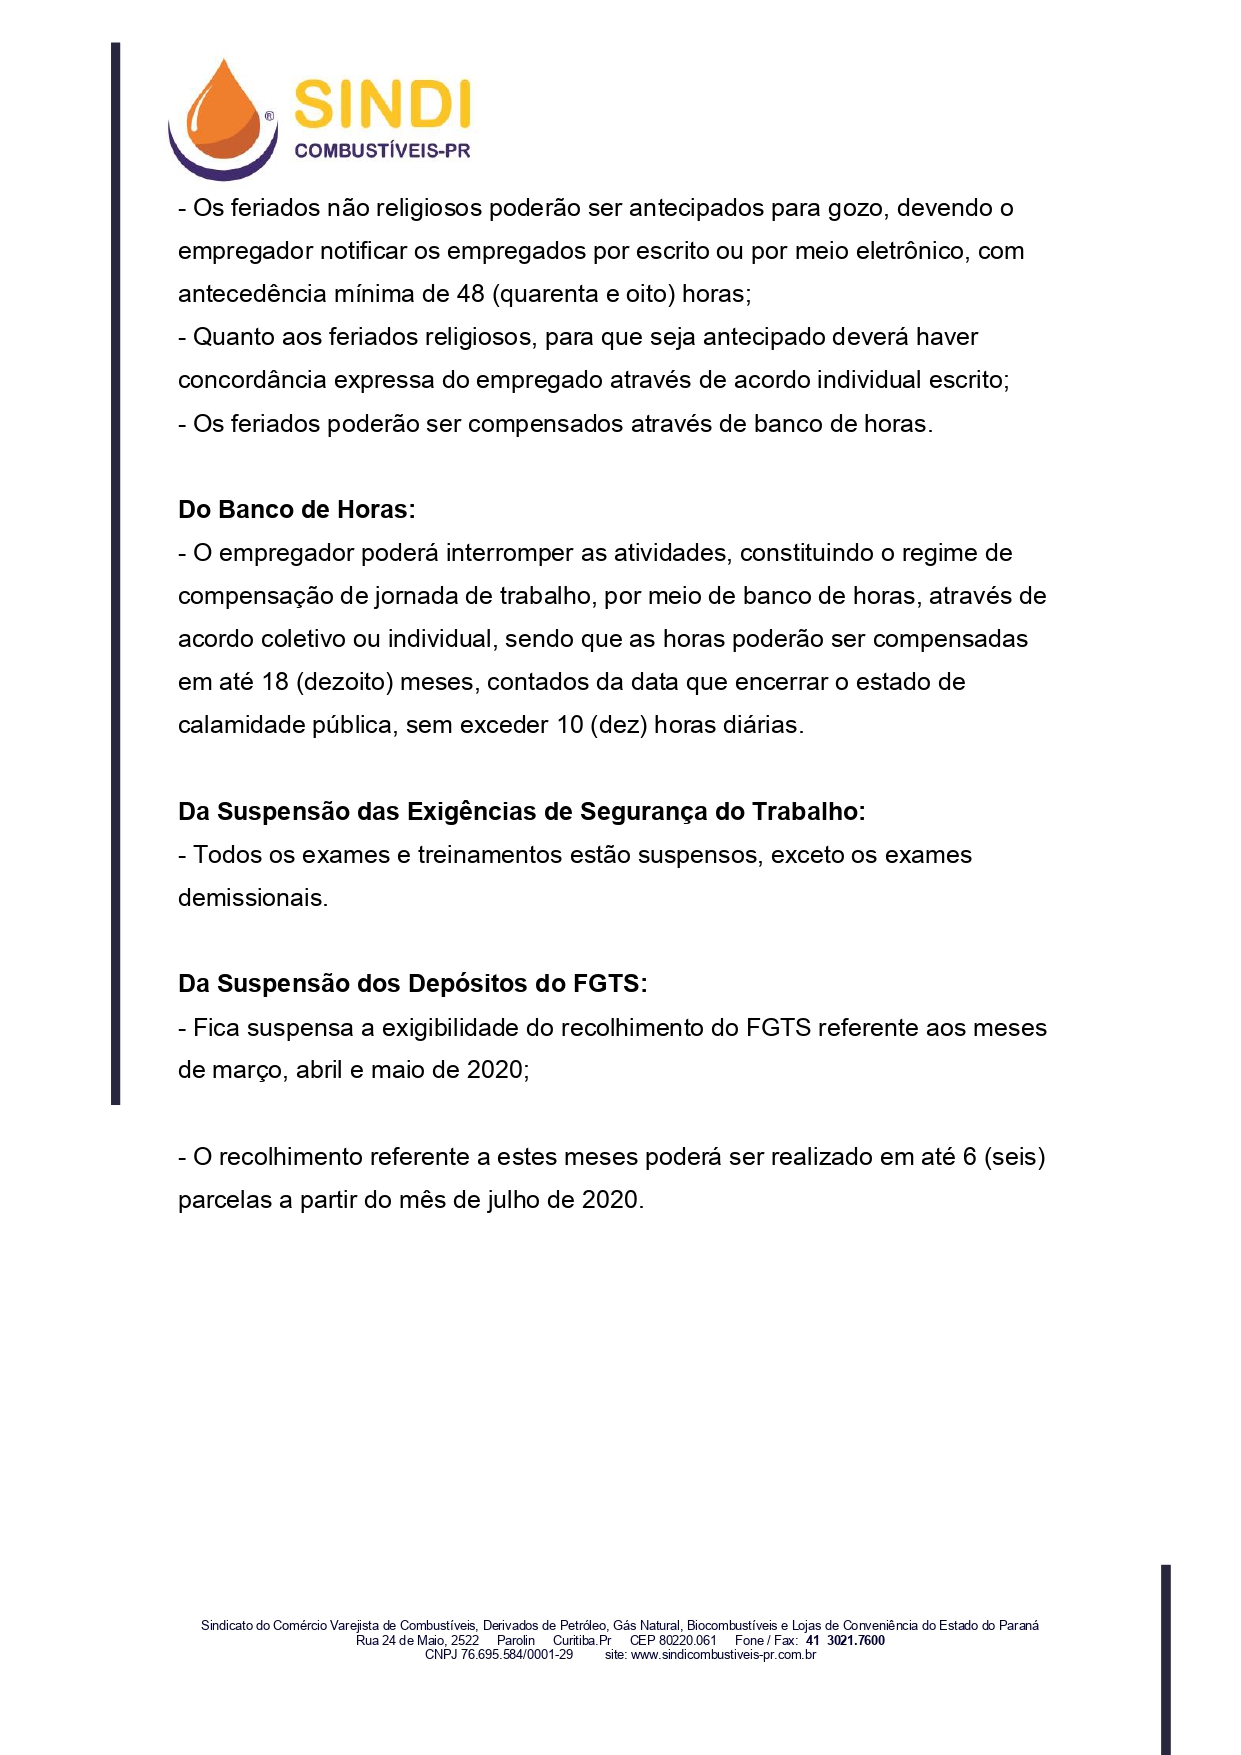 SINDI
®
COMBUSTÍVEIS-PR
- Os feriados não religiosos poderão ser antecipados para gozo, devendo o
empregador notificar os empregados por escrito ou por meio eletrônico, com
antecedência mínima de 48 (quarenta e oito) horas;
- Quanto aos feriados religiosos, para que seja antecipado deverá haver
concordância expressa do empregado através de acordo individual escrito;
- Os feriados poderão ser compensados através de banco de horas.
Do Banco de Horas:
- O empregador poderá interromper as atividades, constituindo o regime de
compensação de jornada de trabalho, por meio de banco de horas, através de
acordo coletivo ou individual, sendo que as horas poderão ser compensadas
em até 18 (dezoito) meses, contados da data que encerrar o estado de
calamidade pública, sem exceder 10 (dez) horas diárias.
Da Suspensão das Exigências de Segurança do Trabalho:
- Todos os exames e treinamentos estão suspensos, exceto os exames
demissionais.
Da Suspensão dos Depósitos do FGTS:
- Fica suspensa a exigibilidade do recolhimento do FGTS referente aos meses
de março, abril e maio de 2020;
- O recolhimento referente a estes meses poderá ser realizado em até 6 (seis)
parcelas a partir do mês de julho de 2020.
Sindicato do Comércio Varejista de Combustíveis, Derivados de Petróleo, Gás Natural, Biocombustíveis e Lojas de Conveniência do Estado do Paraná
Rua 24 de Maio, 2522 Parolin Curitiba.Pr CEP 80220.061 Fone / Fax: 41 3021.7600
CNPJ 76.695.584/0001-29 site: www.sindicombustiveis-pr.com.br